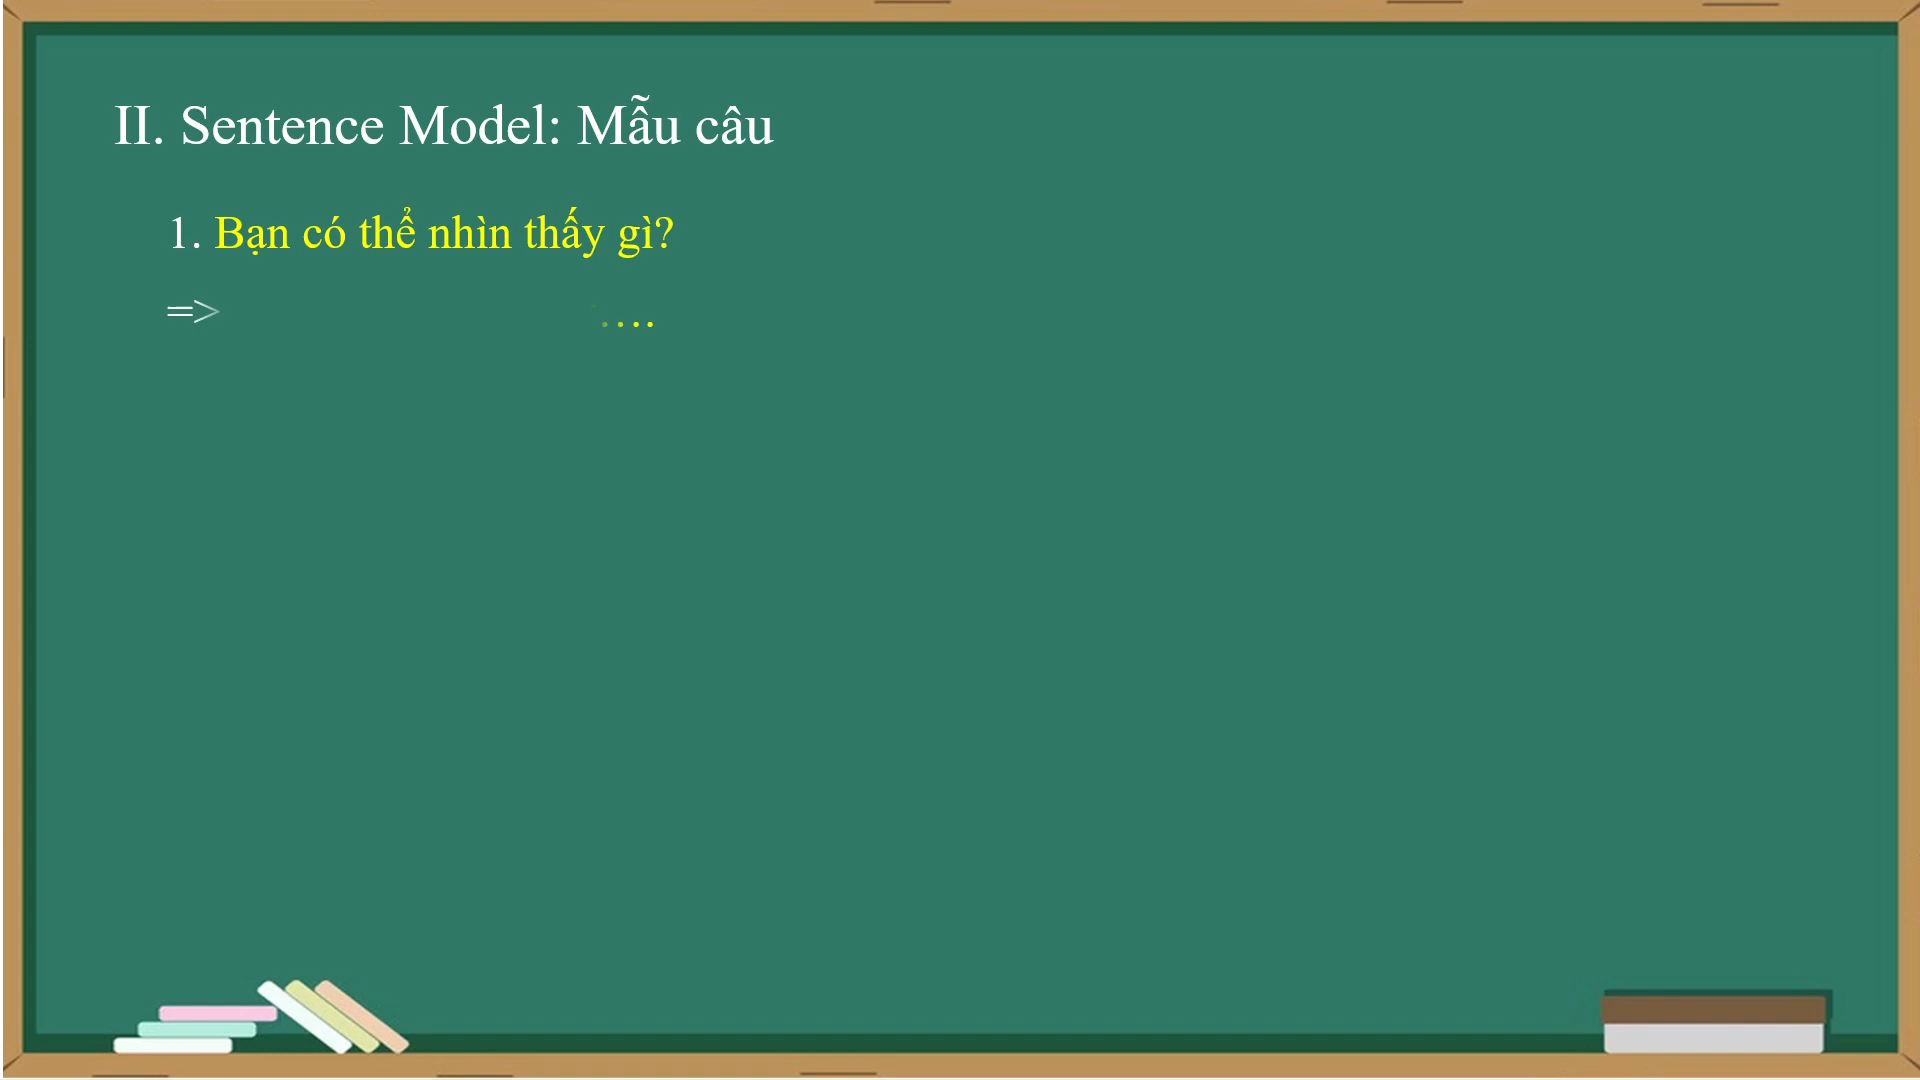 II. Sentence Model: Mẫu câu
1. Bạn có thể nhìn thấy gì?
=> ....